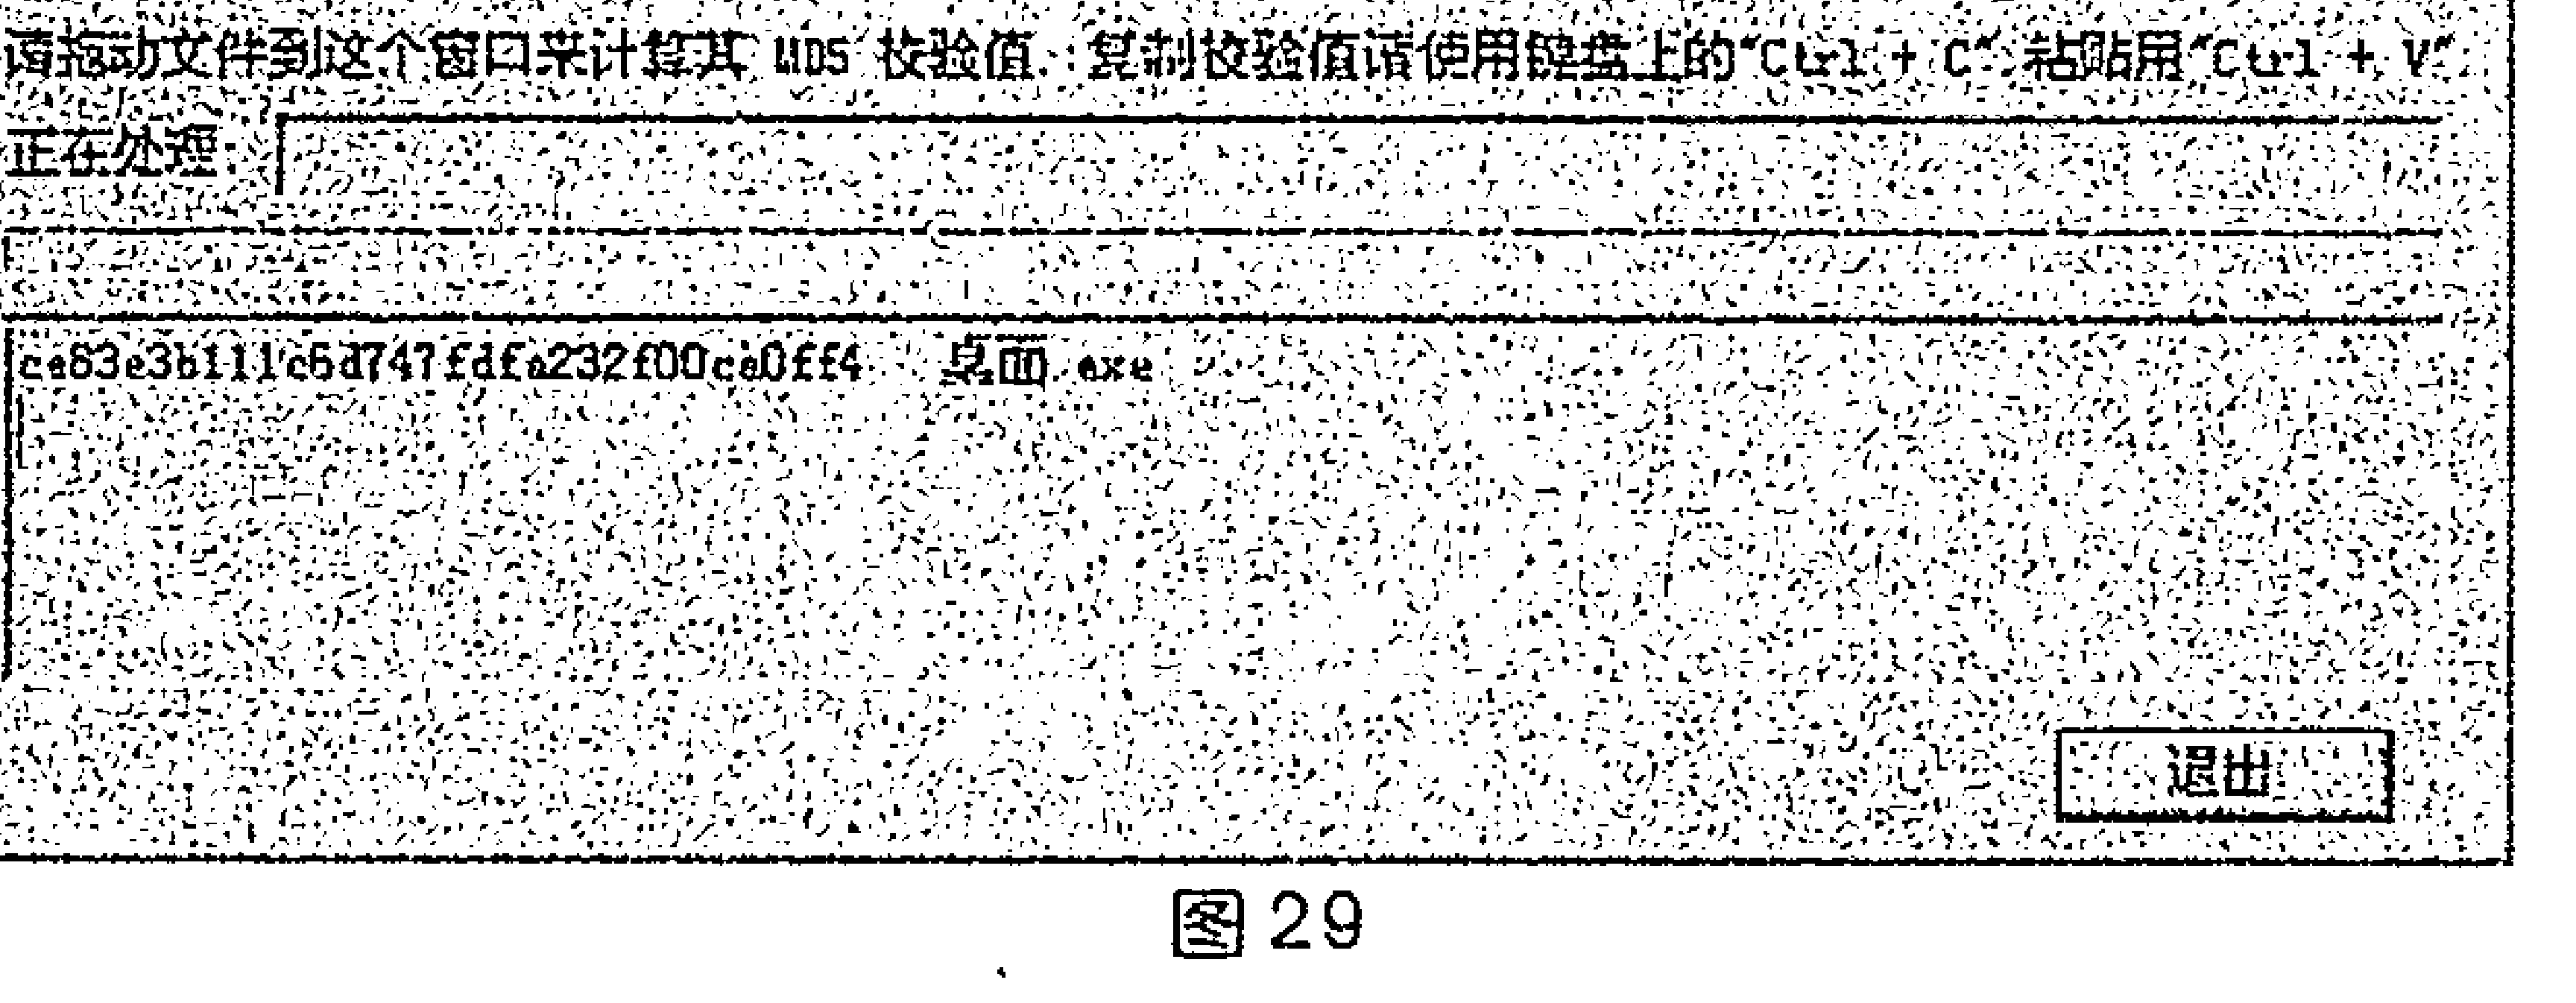 请拖动文件到这个窗口来计算其 MD5 校验值. 复制校验值请使用键盘上的"Ctrl + C" 粘贴用"Ctrl + V"
正在处理:
桌面.exe
退出
图29